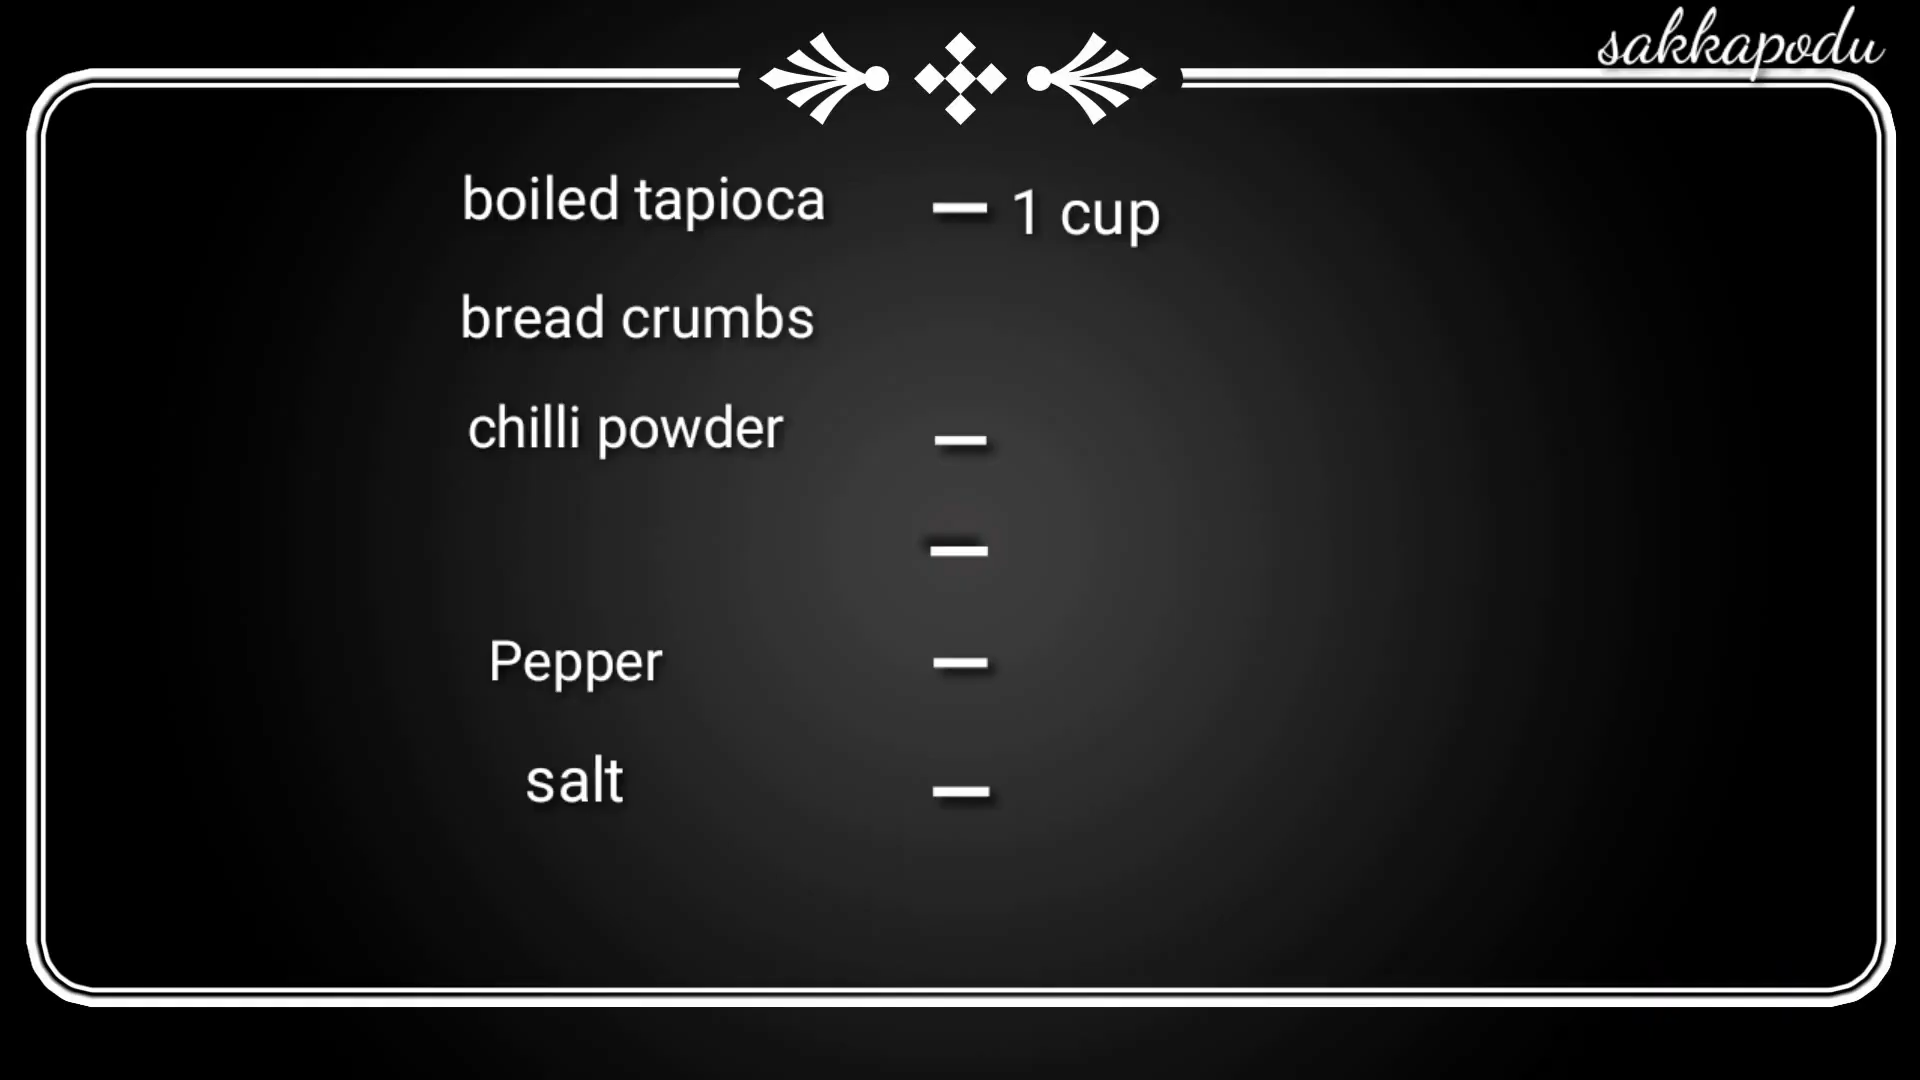 sakkapodu
boiled tapioca — 1 cup
bread crumbs
chilli powder —
—
Pepper —
salt —